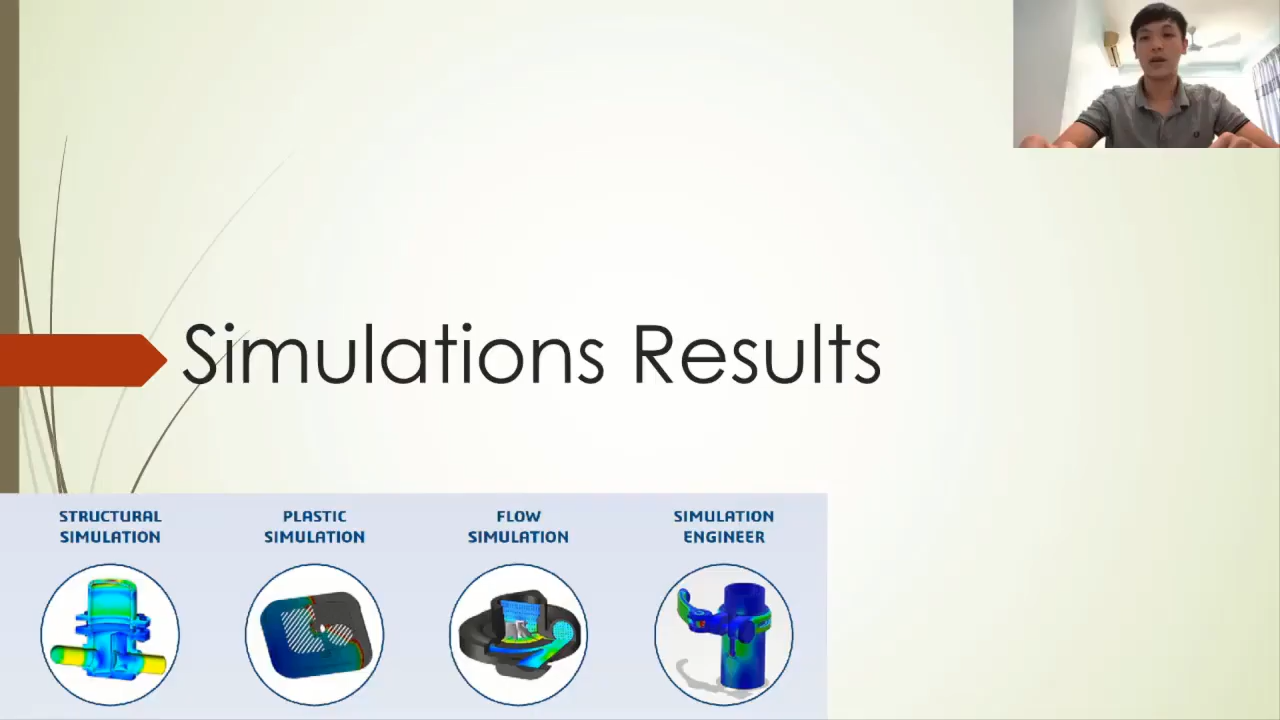 Simulations Results
STRUCTURAL SIMULATION
PLASTIC SIMULATION
FLOW SIMULATION
SIMULATION ENGINEER